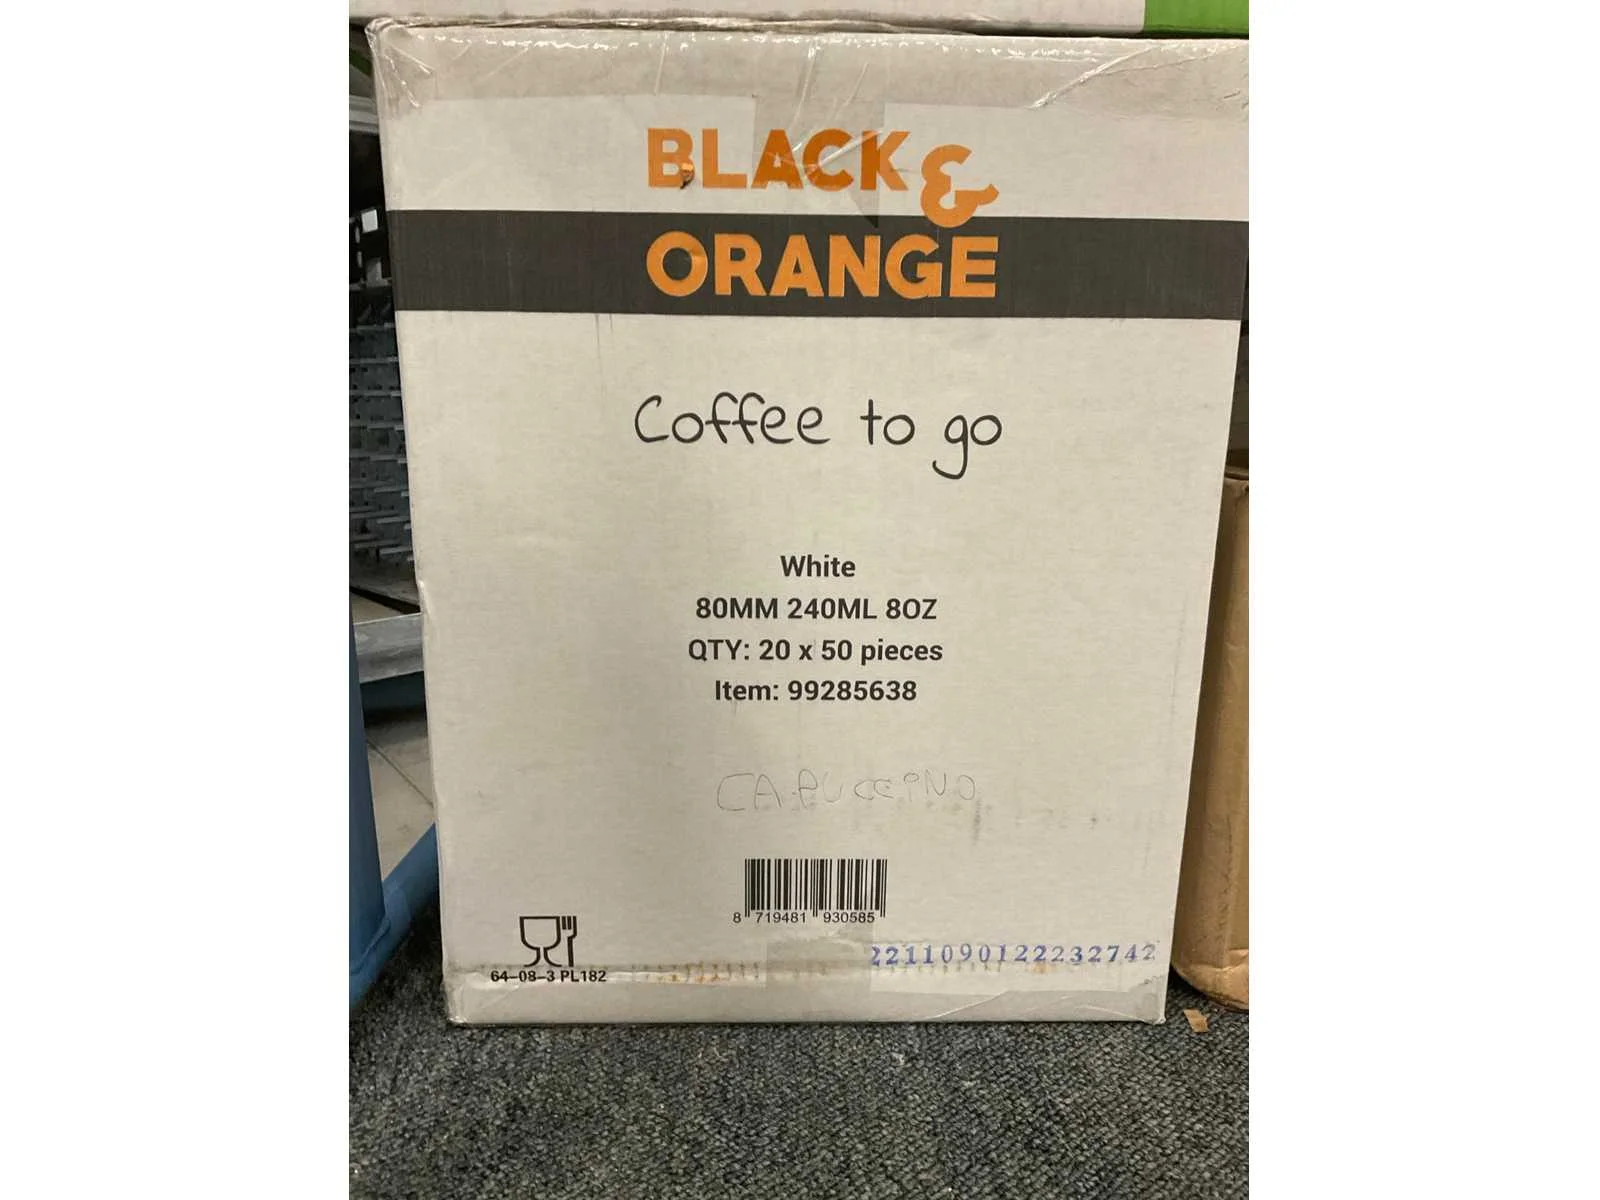 BLACK &
ORANGE
Coffee to go
White
80MM 240ML 8OZ
QTY: 20 x 50 pieces
Item: 99285638
CAPUCCINO
8 719481 930585
2211090122232742
64-08-3 PL182